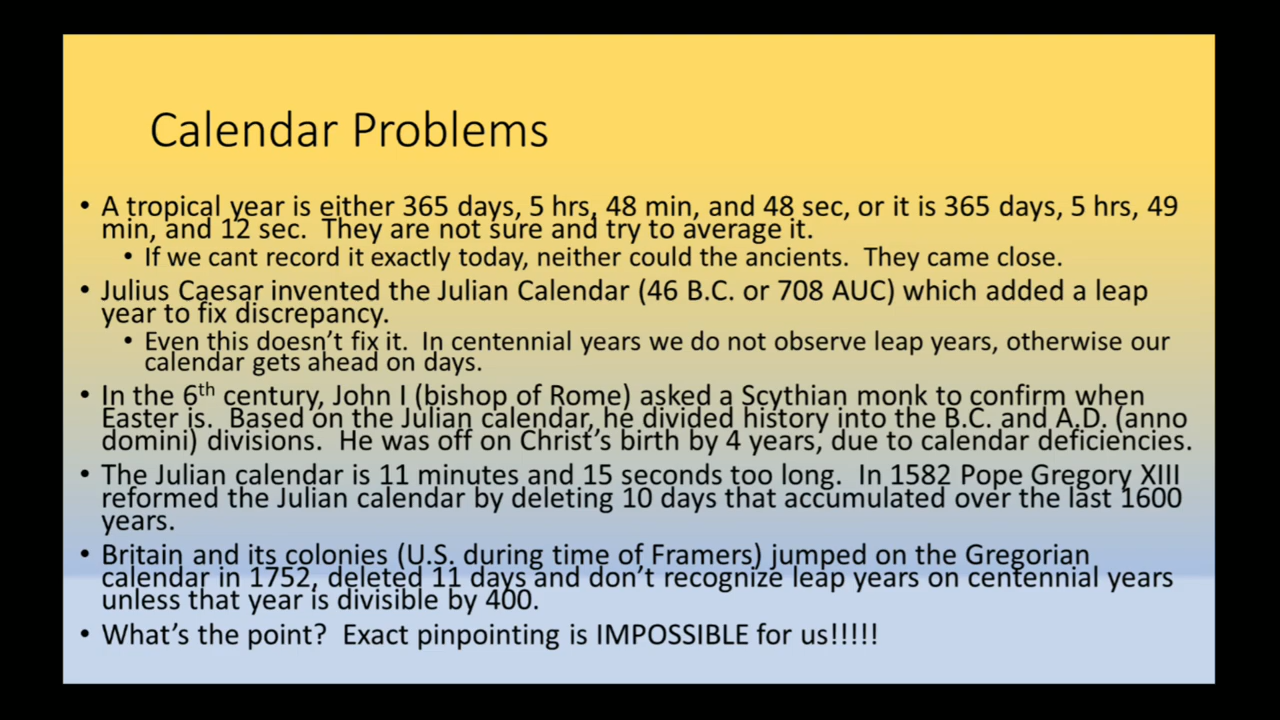 Calendar Problems
• A tropical year is either 365 days, 5 hrs, 48 min, and 48 sec, or it is 365 days, 5 hrs, 49
min, and 12 sec.  They are not sure and try to average it.
• If we cant record it exactly today, neither could the ancients.  They came close.
• Julius Caesar invented the Julian Calendar (46 B.C. or 708 AUC) which added a leap
year to fix discrepancy.
• Even this doesn’t fix it.  In centennial years we do not observe leap years, otherwise our
calendar gets ahead on days.
• In the 6th century, John I (bishop of Rome) asked a Scythian monk to confirm when
Easter is.  Based on the Julian calendar, he divided history into the B.C. and A.D. (anno
domini) divisions.  He was off on Christ’s birth by 4 years, due to calendar deficiencies.
• The Julian calendar is 11 minutes and 15 seconds too long.  In 1582 Pope Gregory XIII
reformed the Julian calendar by deleting 10 days that accumulated over the last 1600
years.
• Britain and its colonies (U.S. during time of Framers) jumped on the Gregorian
calendar in 1752, deleted 11 days and don’t recognize leap years on centennial years
unless that year is divisible by 400.
• What’s the point?  Exact pinpointing is IMPOSSIBLE for us!!!!!